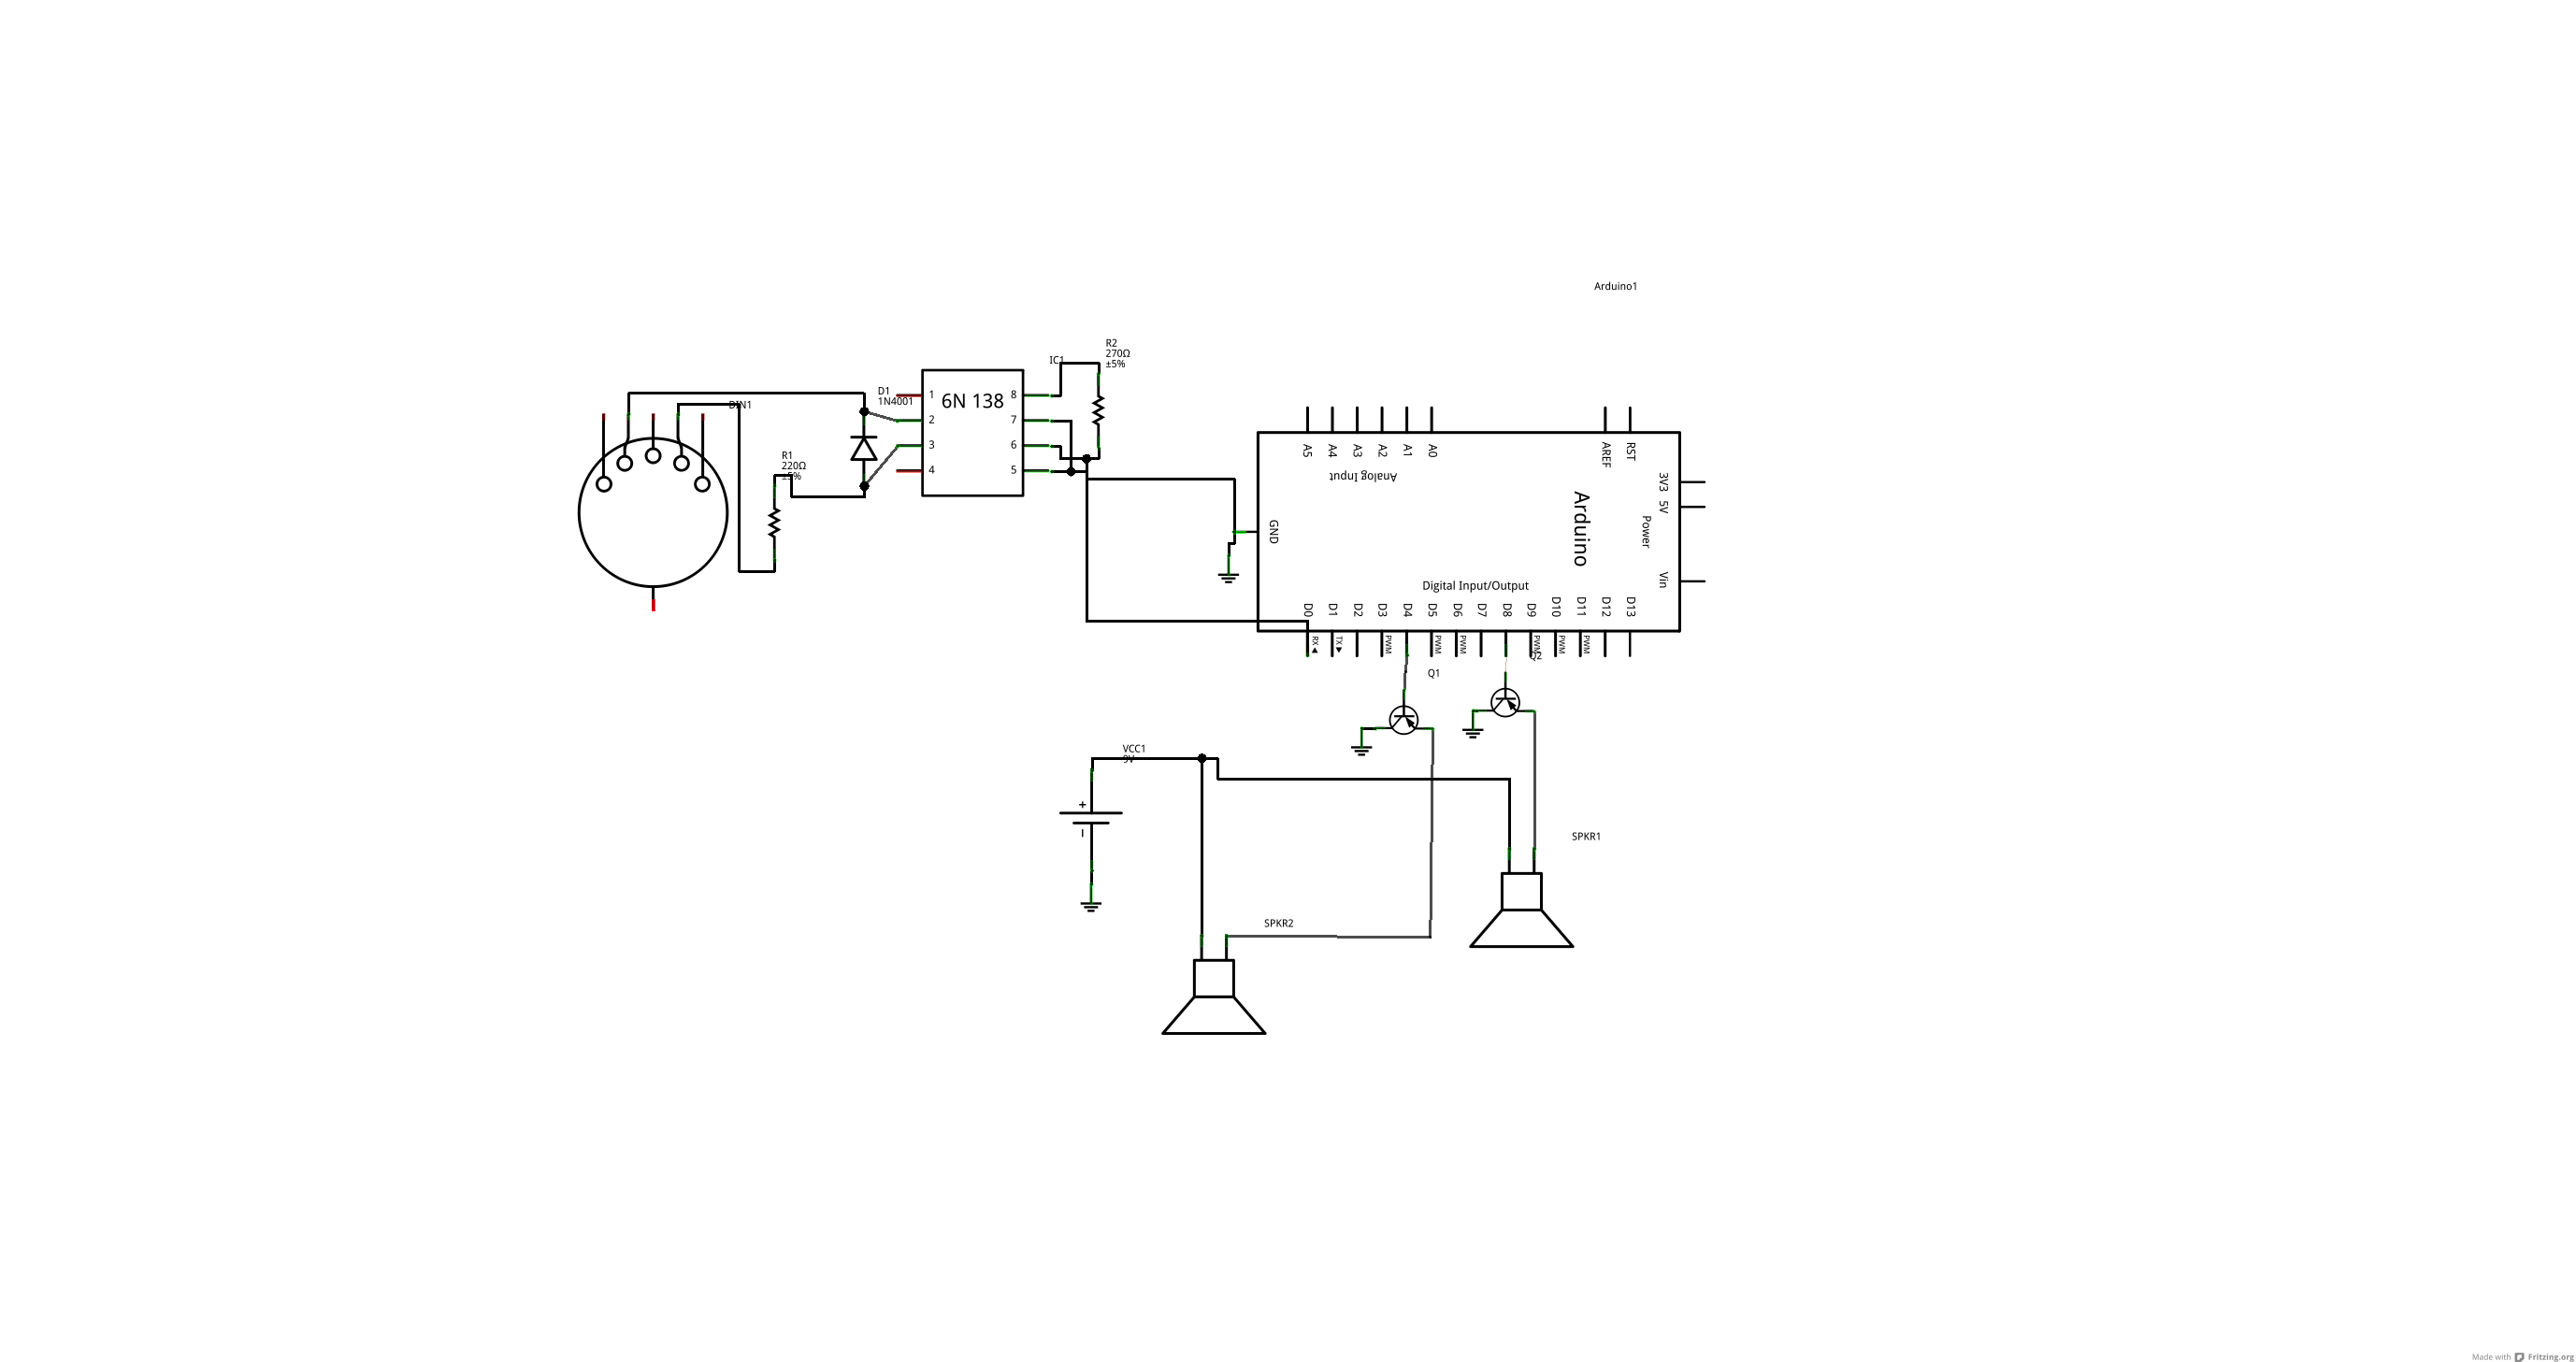 Arduino1
R2
270Ω
±5%
IC1
D1
1N4001
6N 138
1
2
3
4
8
7
6
5
DIN1
R1
220Ω
±5%
A5
A4
A3
A2
A1
A0
AREF
RST
Analog Input
Arduino
3V3
5V
Power
Vin
GND
Digital Input/Output
D0
D1
D2
D3
D4
D5
D6
D7
D8
D9
D10
D11
D12
D13
RX
TX
PWM
PWM
PWM
PWM
PWM
PWM
Q2
Q1
VCC1
9V
+
−
SPKR1
SPKR2
Made with Fritzing.org